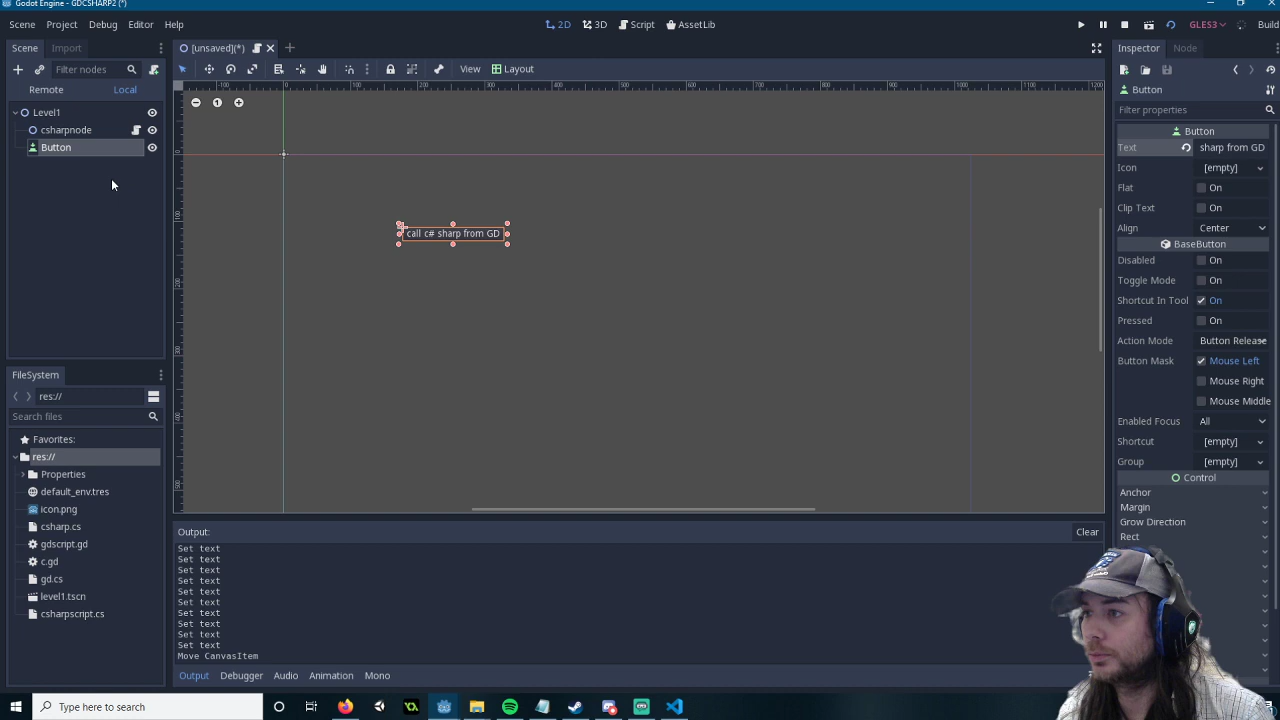 Godot Engine - GDCSHARP2 (*)
Scene Project Debug Editor Help
2D 3D Script AssetLib
GLES3 Build
Scene Import
[unsaved](*)
Inspector Node
Filter nodes
View Layout
Remote Local
Button
Filter properties
Level1
csharpnode
Button
call c# sharp from GD
Button
Text sharp from GD
Icon [empty]
Flat On
Clip Text On
Align Center
BaseButton
Disabled On
Toggle Mode On
Shortcut In Tool On
Pressed On
Action Mode Button Release
Button Mask Mouse Left
Mouse Right
Mouse Middle
Enabled Focus All
Shortcut [empty]
Group [empty]
Control
Anchor
Margin
Grow Direction
Rect
FileSystem
res://
Search files
Favorites:
res://
Properties
default_env.tres
icon.png
csharp.cs
gdscript.gd
c.gd
gd.cs
level1.tscn
csharpscript.cs
Output: Clear
Set text
Set text
Set text
Set text
Set text
Set text
Set text
Set text
Set text
Set text
Move CanvasItem
Output Debugger Audio Animation Mono
Type here to search